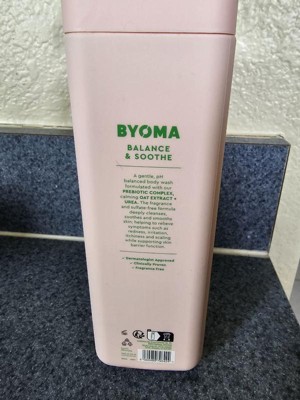 BYOMA
BALANCE
& SOOTHE
A gentle, pH
balanced body wash
formulated with our
PREBIOTIC COMPLEX,
calming OAT EXTRACT +
UREA. The fragrance
and sulfate-free formula
deeply cleanses,
soothes and smooths
skin, helping to relieve
symptoms such as
redness, irritation,
itchiness and scaling
while supporting skin
barrier function.
✓ Dermatologist Approved
✓ Clinically Proven
✓ Fragrance Free